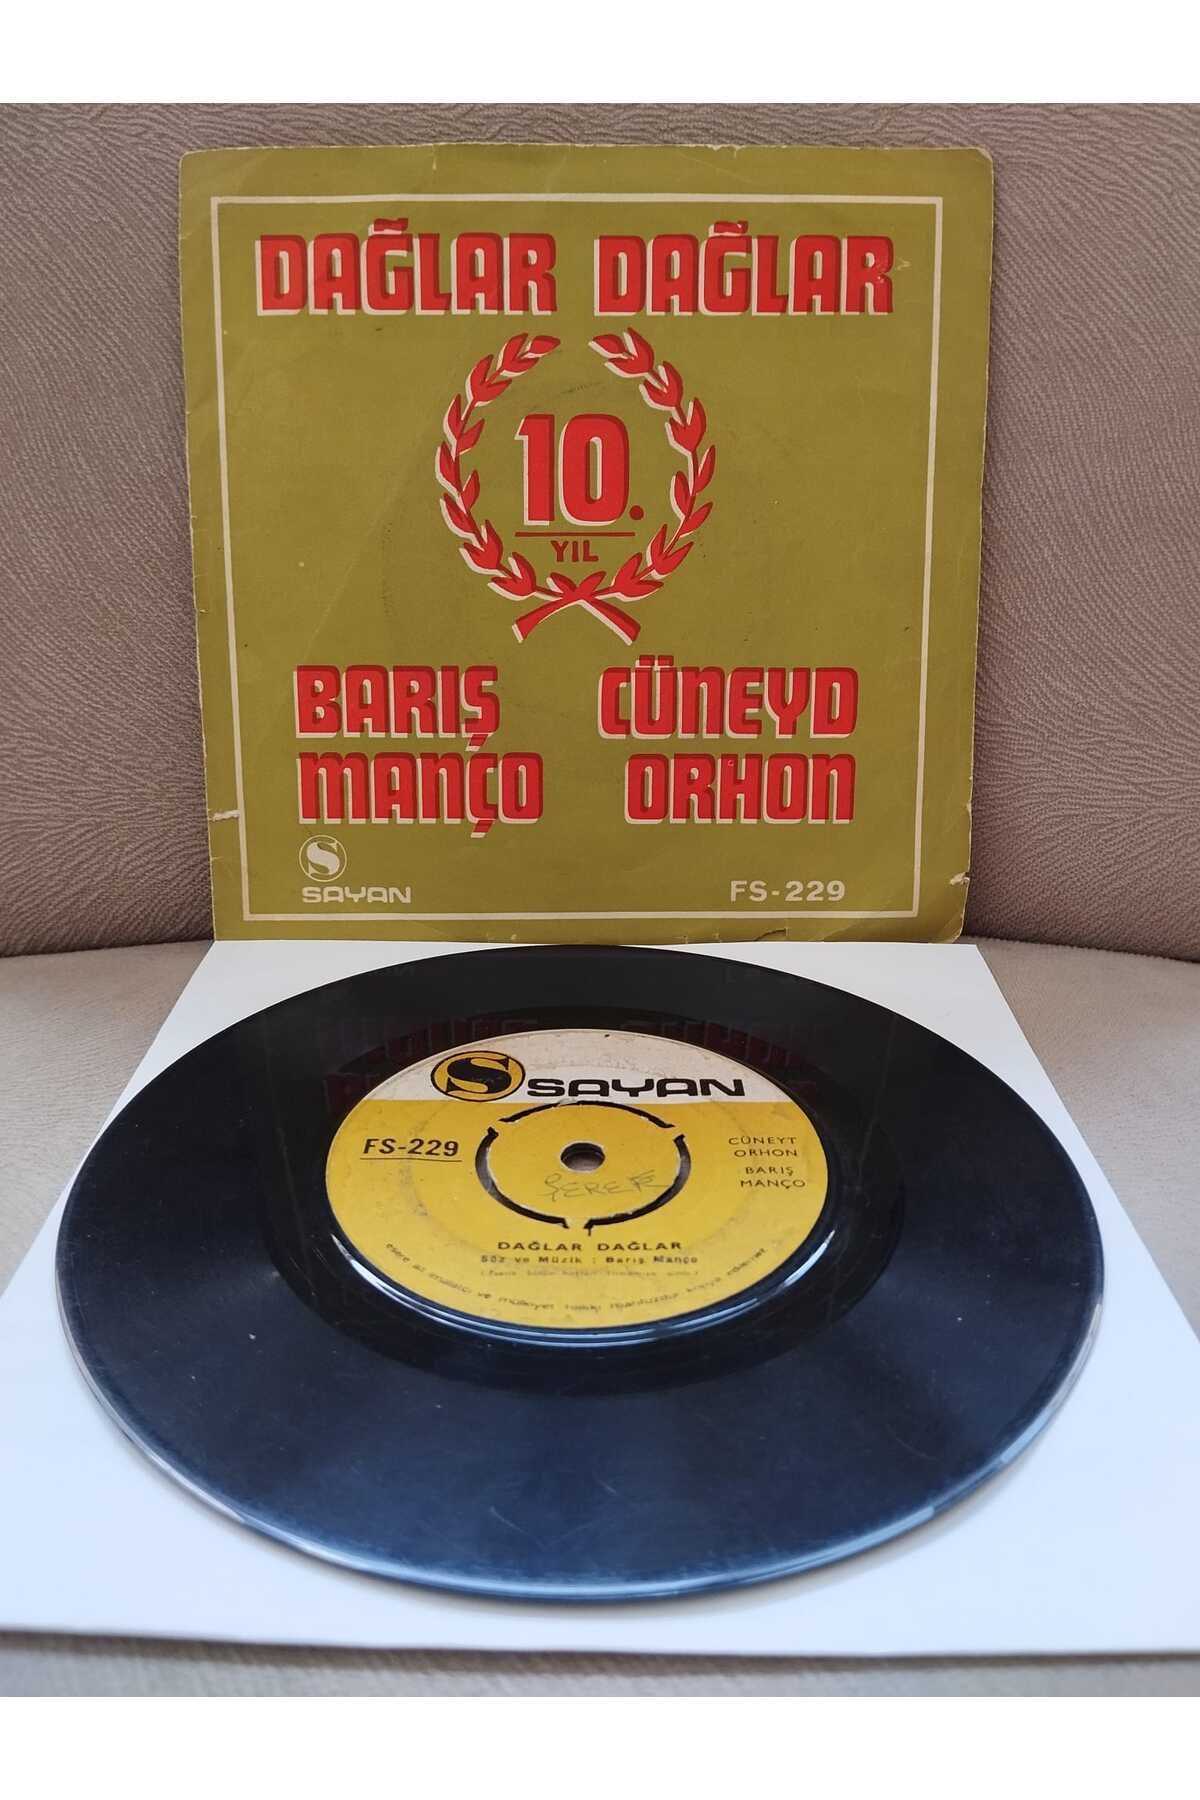 DAĞLAR DAĞLAR
10.
YIL
BARIŞ CÜNEYD
MANÇO ORHON
S
SAYAN
FS-229
S SAYAN
FS-229
CÜNEYT
ORHON
BARIŞ
MANÇO
DAĞLAR DAĞLAR
Söz ve Müzik : Barış Manço